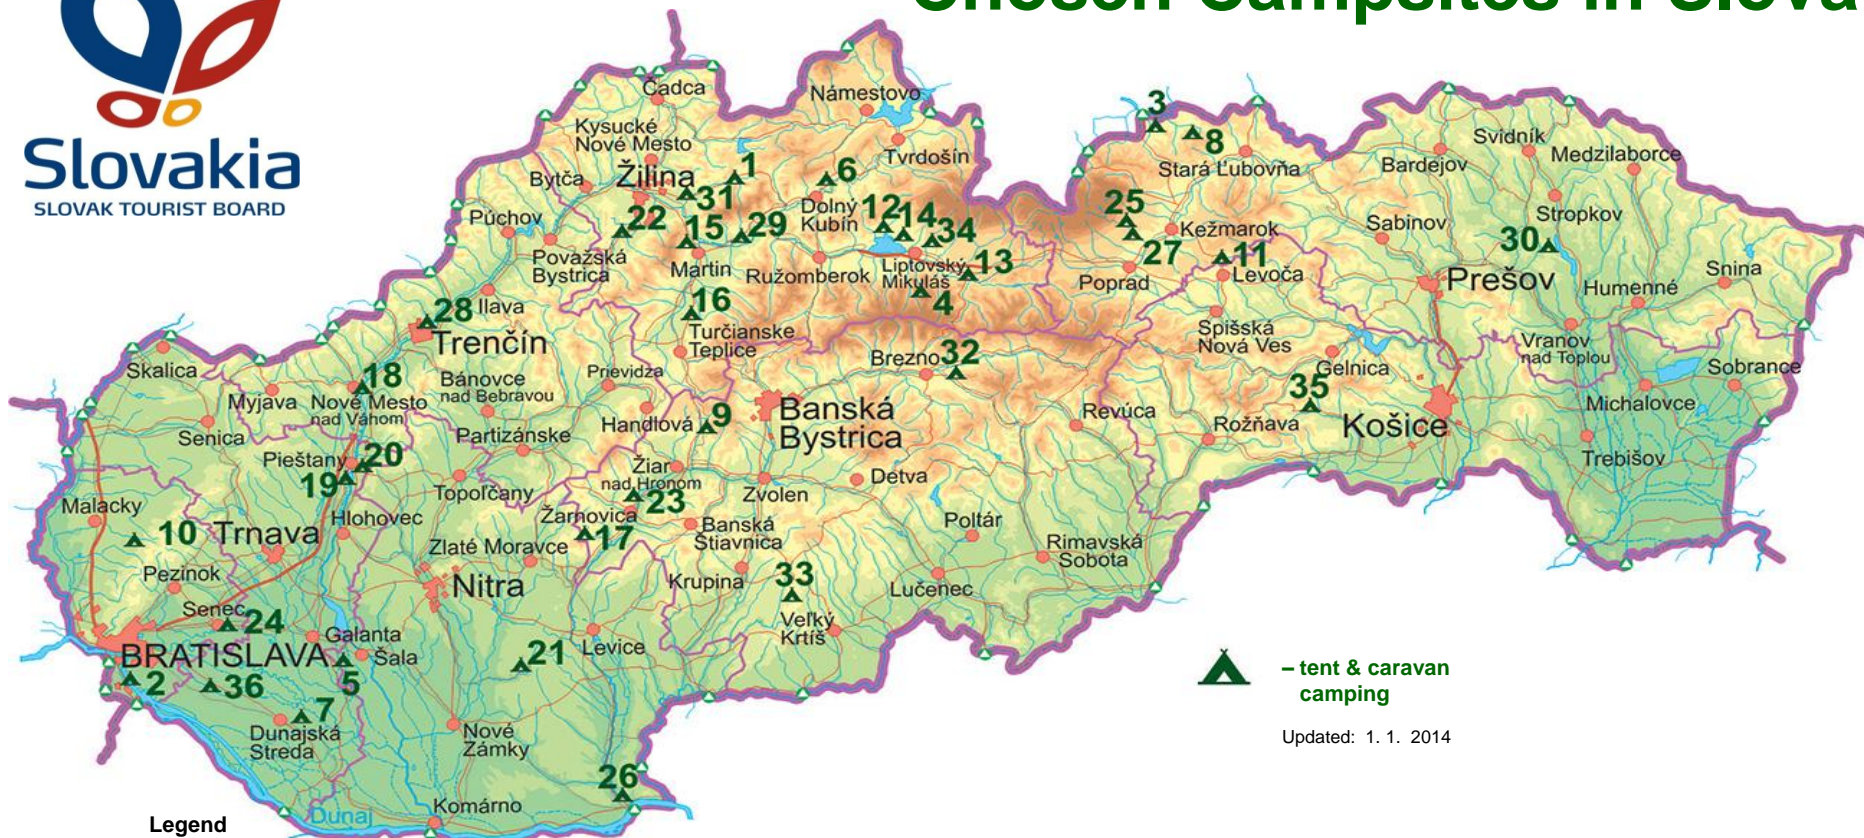 Chosen Campsites in Slova
Slovakia
SLOVAK TOURIST BOARD
Čadca
Námestovo
Kysucké
Nové Mesto
Tvrdošín
3
8
Stará Ľubovňa
Svidník
Bardejov
Medzilaborce
Bytča
Žilina
1
31
6
Dolný
Kubín
12
14
34
25
Stropkov
Púchov
22
15
29
Kežmarok
27
Sabinov
30
Považská
Bystrica
Martin
Ružomberok
Liptovský
Mikuláš
13
4
Poprad
11
Levoča
Prešov
Snina
Humenné
28
Ilava
Trenčín
16
Turčianske
Teplice
Spišská
Nová Ves
Vranov
nad Topľou
Skalica
Brezno
32
Gelnica
Sobrance
18
Myjava
Nové Mesto
nad Váhom
Bánovce
nad Bebravou
Prievidza
35
Michalovce
Senica
Partizánske
Handlová
9
Banská
Bystrica
Revúca
Rožňava
Košice
Pieštany
20
19
Trebišov
Topoľčany
Žiar
nad Hronom
23
Zvolen
Detva
Malacky
10
Trnava
Hlohovec
Žarnovica
17
Banská
Štiavnica
Poltár
Rimavská
Sobota
Zlaté Moravce
Pezinok
Nitra
Krupina
33
Lučenec
Senec
24
Veľký
Krtíš
Galanta
BRATISLAVA
Šala
21
Levice
2
36
5
7
Dunajská
Streda
Nové
Zámky
26
Komárno
Dunaj
– tent & caravan
camping
Updated: 1. 1. 2014
Legend